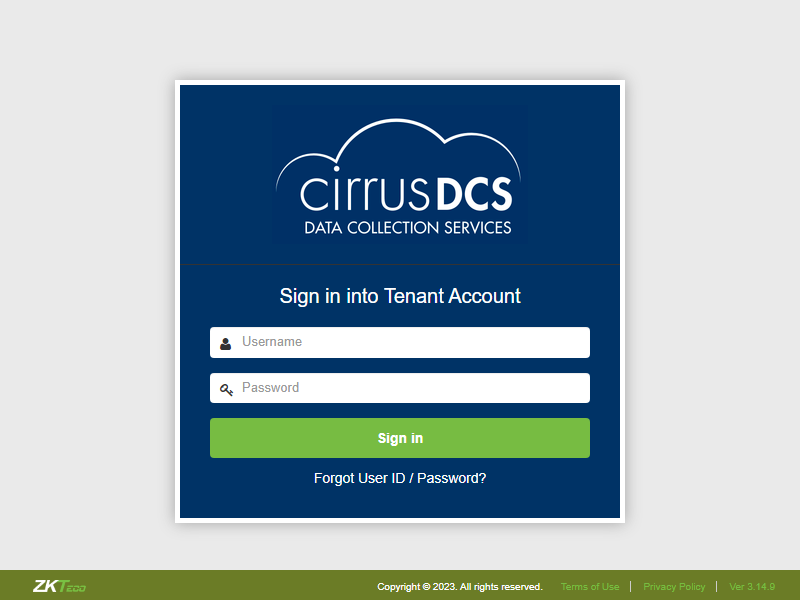 cirrusDCS
DATA COLLECTION SERVICES
Sign in into Tenant Account
Username
Password
Sign in
Forgot User ID / Password?
ZKTeco Copyright © 2023. All rights reserved. Terms of Use | Privacy Policy | Ver 3.14.9